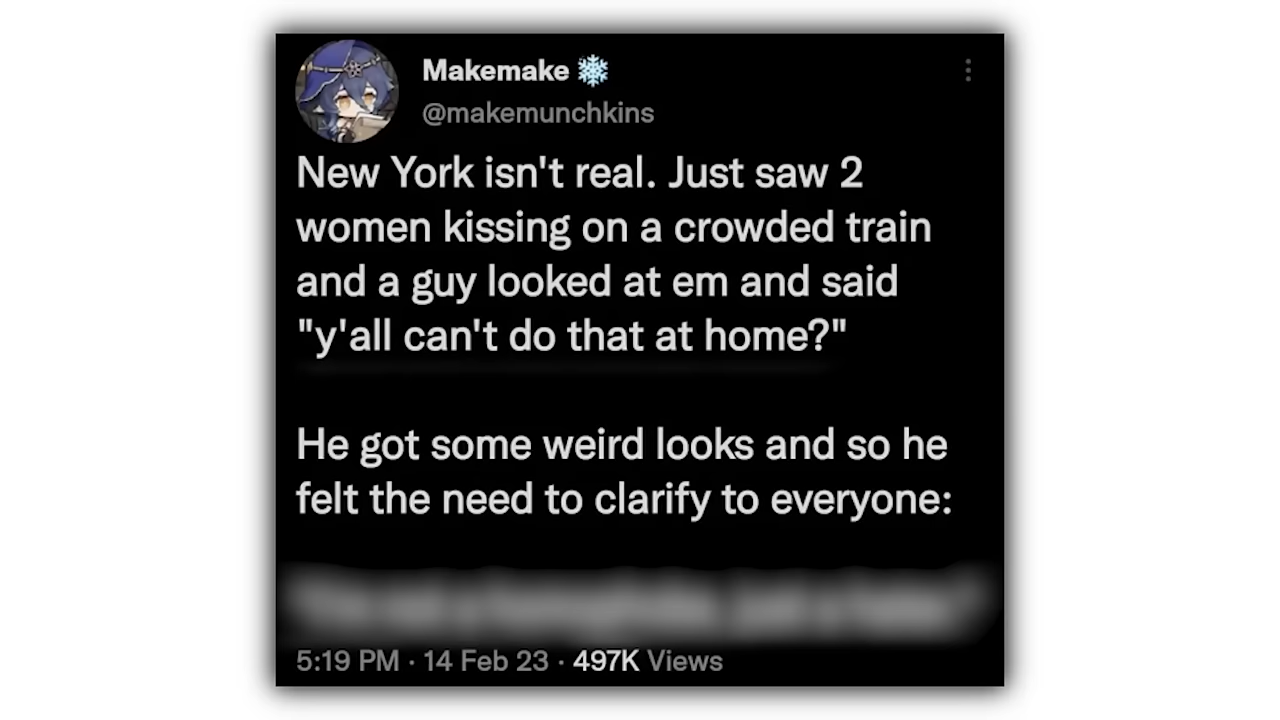 Makemake ❄️
@makemunchkins
New York isn't real. Just saw 2
women kissing on a crowded train
and a guy looked at em and said
"y'all can't do that at home?"
He got some weird looks and so he
felt the need to clarify to everyone:
5:19 PM · 14 Feb 23 · 497K Views